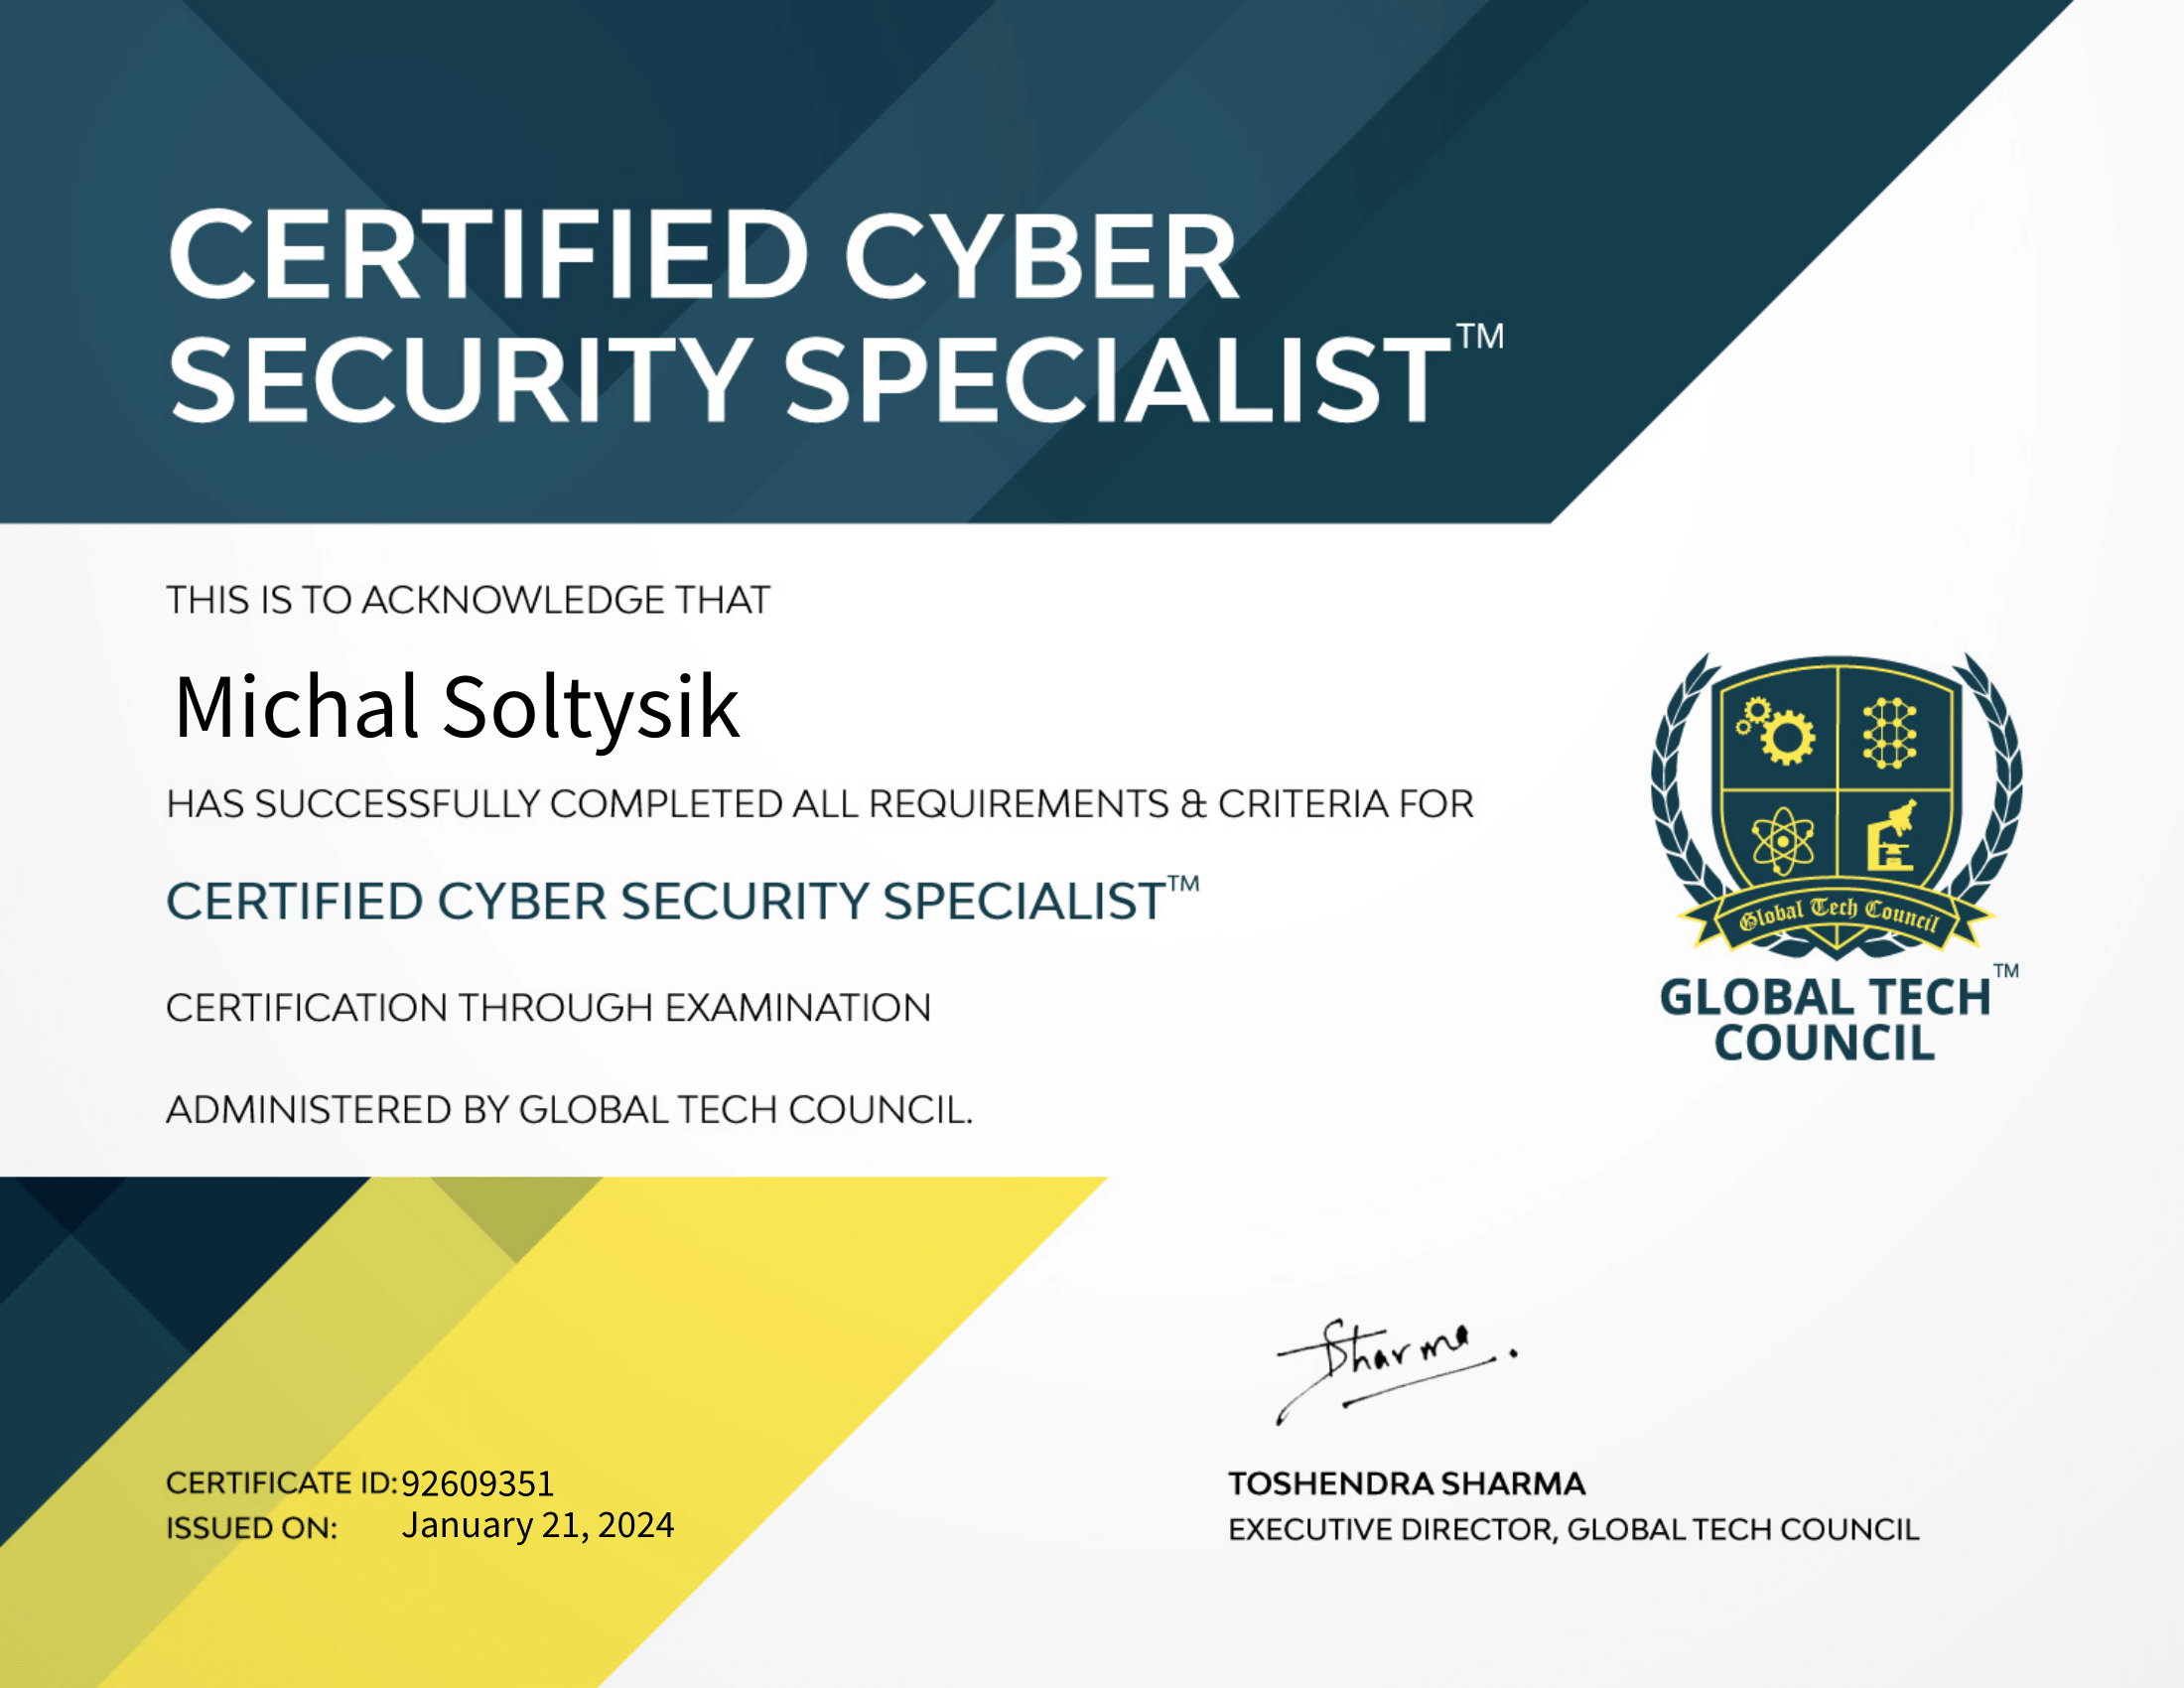 CERTIFIED CYBER
SECURITY SPECIALIST™
THIS IS TO ACKNOWLEDGE THAT
Michal Soltysik
HAS SUCCESSFULLY COMPLETED ALL REQUIREMENTS & CRITERIA FOR
CERTIFIED CYBER SECURITY SPECIALIST™
CERTIFICATION THROUGH EXAMINATION
ADMINISTERED BY GLOBAL TECH COUNCIL.
Global Tech Council
GLOBAL TECH™
COUNCIL
Sharma
CERTIFICATE ID: 92609351
ISSUED ON: January 21, 2024
TOSHENDRA SHARMA
EXECUTIVE DIRECTOR, GLOBAL TECH COUNCIL